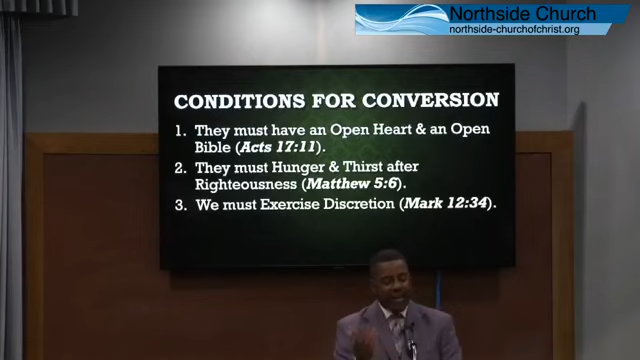 Northside Church
northside-churchofchrist.org
CONDITIONS FOR CONVERSION
1. They must have an Open Heart & an Open
Bible (Acts 17:11).
2. They must Hunger & Thirst after
Righteousness (Matthew 5:6).
3. We must Exercise Discretion (Mark 12:34).